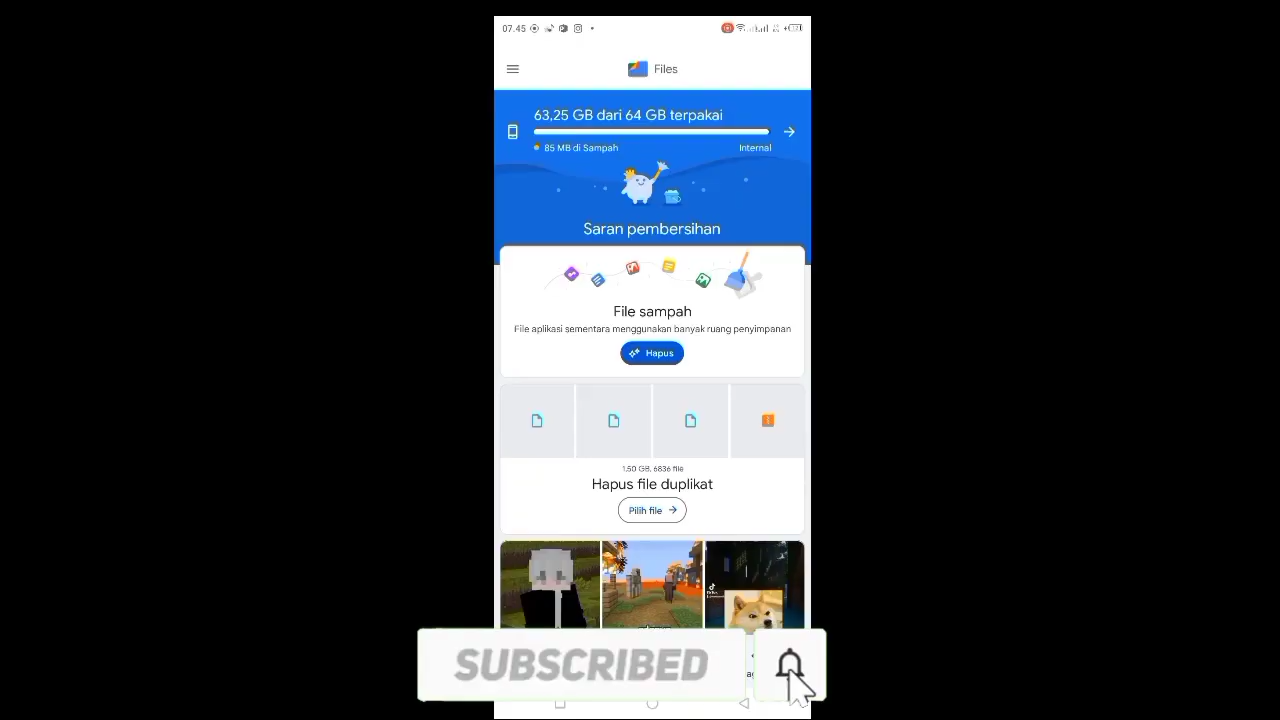 07.45
Files
63,25 GB dari 64 GB terpakai
85 MB di Sampah
Internal
Saran pembersihan
File sampah
File aplikasi sementara menggunakan banyak ruang penyimpanan
Hapus
1.50 GB. 6836 file
Hapus file duplikat
Pilih file
SUBSCRIBED